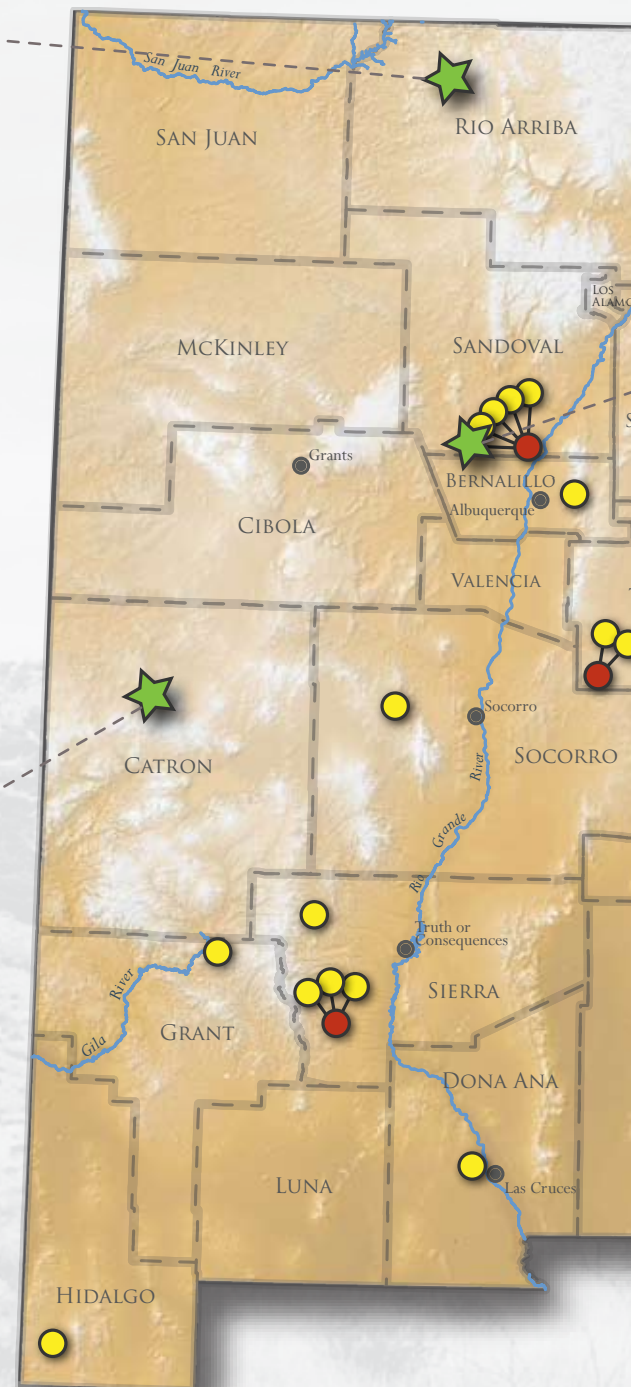 San Juan River
SAN JUAN
RIO ARRIBA
LOS
ALAMO
MCKINLEY
SANDOVAL
S
Grants
BERNALILLO
Albuquerque
CIBOLA
VALENCIA
Socorro
SOCORRO
CATRON
Rio Grande River
Truth or
Consequences
SIERRA
Gila River
GRANT
DONA ANA
LUNA
Las Cruces
HIDALGO